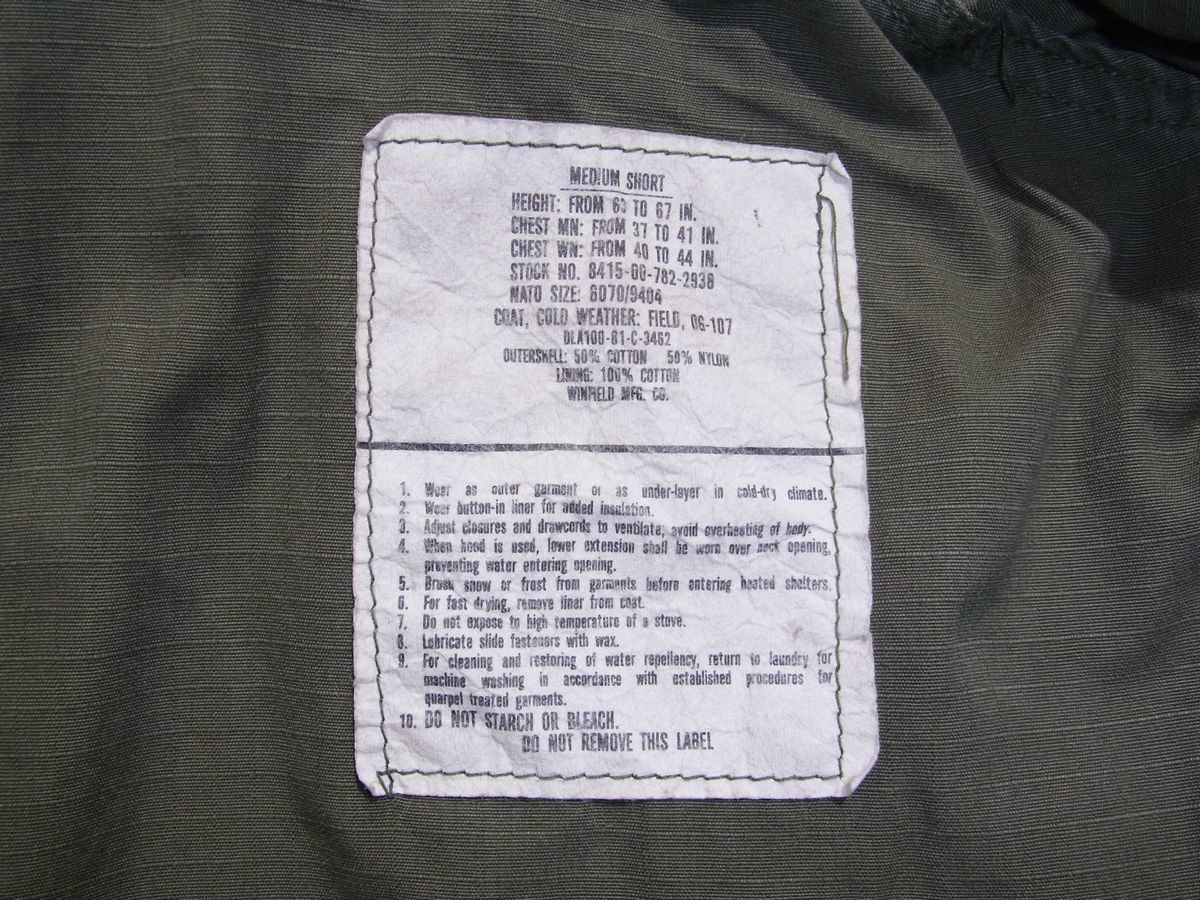 MEDIUM SHORT
HEIGHT: FROM 63 TO 67 IN.
CHEST MN: FROM 37 TO 41 IN.
CHEST WN: FROM 40 TO 44 IN.
STOCK NO. 8415-00-782-2938
NATO SIZE: 6070/9404
COAT, COLD WEATHER: FIELD, OG-107
DLA100-81-C-3462
OUTERSHELL: 50% COTTON 50% NYLON
LINING: 100% COTTON
WINFIELD MFG. CO.
1. Wear as outer garment or as under-layer in cold-dry climate.
2. Wear button-in liner for added insulation.
3. Adjust closures and drawcords to ventilate, avoid overheating of body.
4. When hood is used, lower extension shall be worn over neck opening,
preventing water entering opening.
5. Brush snow or frost from garments before entering heated shelters.
6. For fast drying, remove liner from coat.
7. Do not expose to high temperature of a stove.
8. Lubricate slide fasteners with wax.
9. For cleaning and restoring of water repellency, return to laundry for
machine washing in accordance with established procedures for
quarpel treated garments.
10. DO NOT STARCH OR BLEACH.
DO NOT REMOVE THIS LABEL